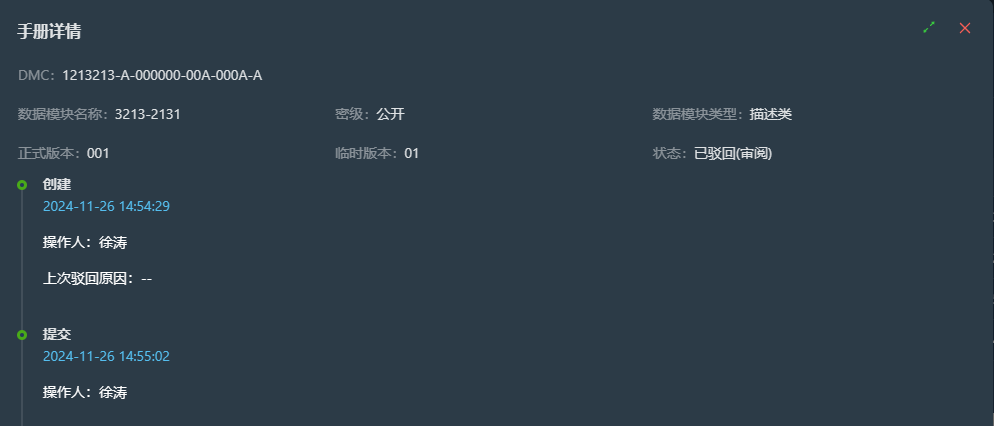 手册详情
DMC：1213213-A-000000-00A-000A-A
数据模块名称：3213-2131 密级：公开 数据模块类型：描述类
正式版本：001 临时版本：01 状态：已驳回(审阅)
创建
2024-11-26 14:54:29
操作人：徐涛
上次驳回原因：--
提交
2024-11-26 14:55:02
操作人：徐涛